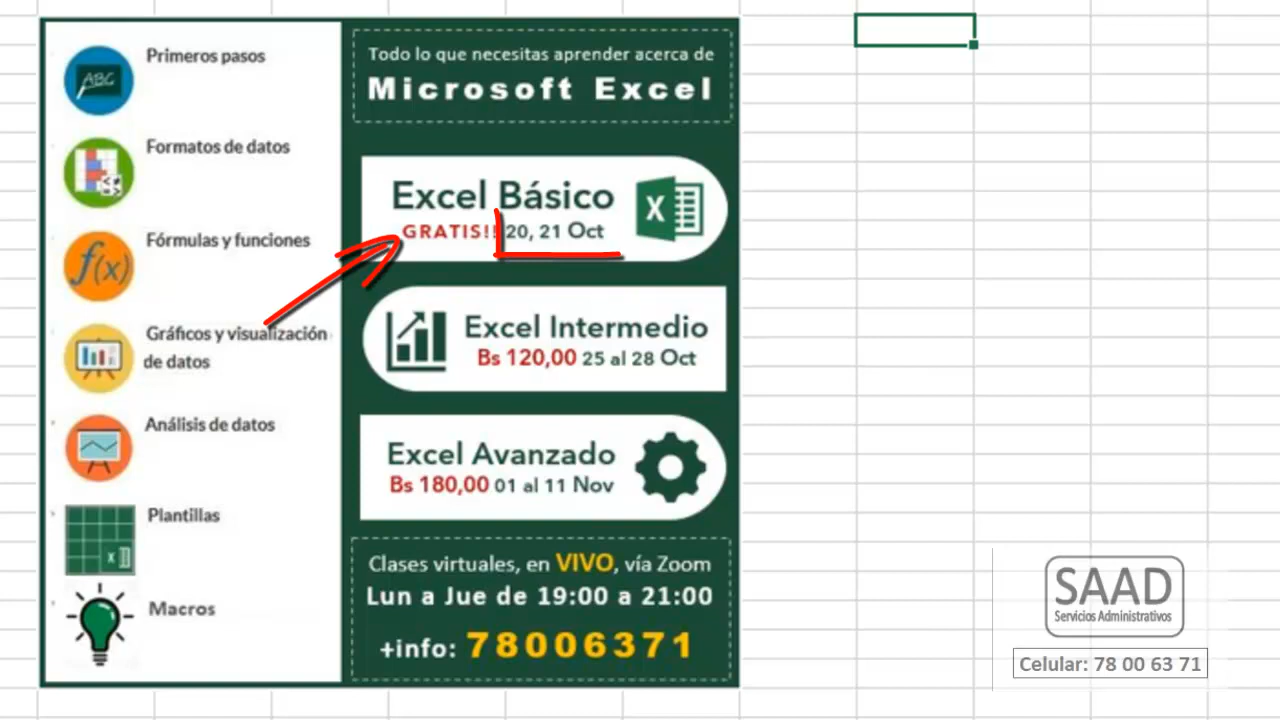 Primeros pasos
Formatos de datos
Fórmulas y funciones
Gráficos y visualización
de datos
Análisis de datos
Plantillas
Macros
ABC
f(x)
X
Todo lo que necesitas aprender acerca de
Microsoft Excel
Excel Básico
GRATIS!! 20, 21 Oct
X
Excel Intermedio
Bs 120,00 25 al 28 Oct
Excel Avanzado
Bs 180,00 01 al 11 Nov
Clases virtuales, en VIVO, vía Zoom
Lun a Jue de 19:00 a 21:00
+info: 78006371
SAAD
Servicios Administrativos
Celular: 78 00 63 71